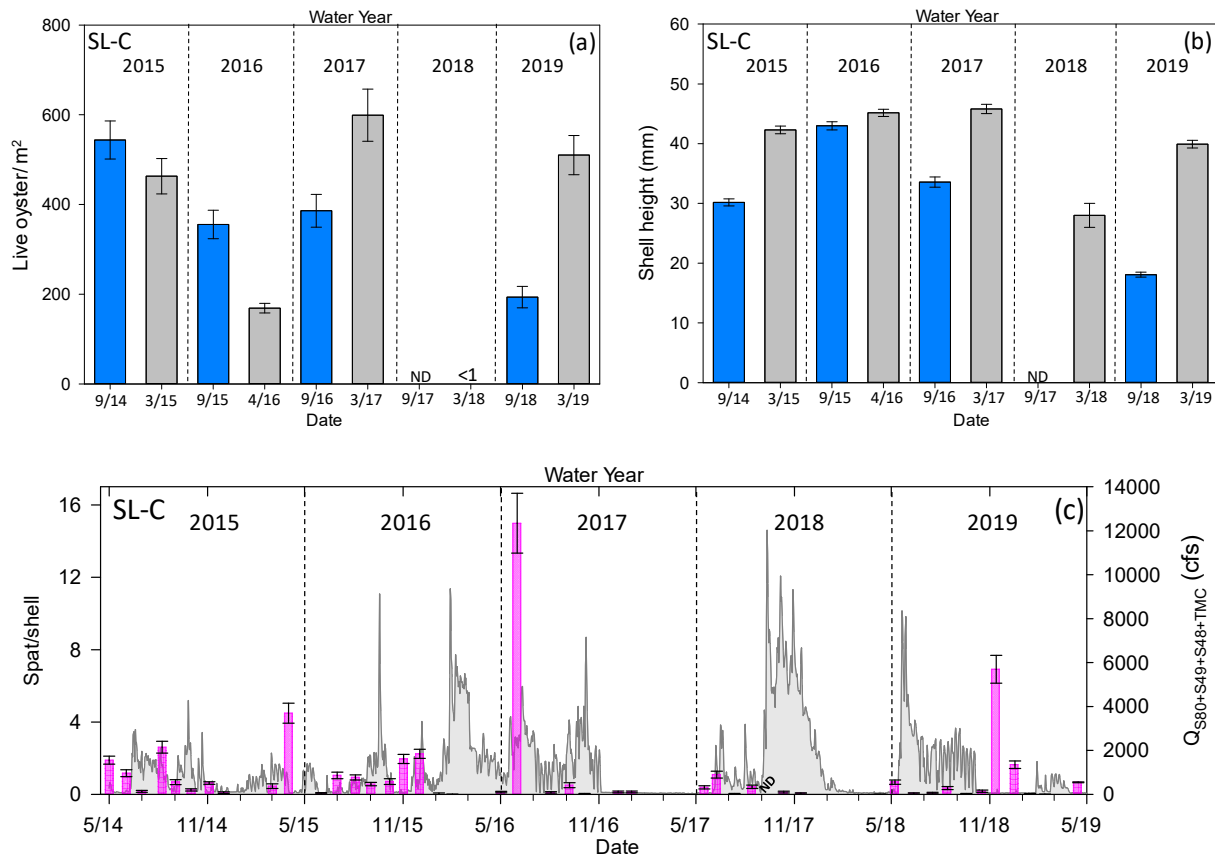 Water Year
SL-C
(a)
2015 2016 2017 2018 2019
800
600
400
200
0
Live oyster/ m²
ND
<1
9/14 3/15 9/15 4/16 9/16 3/17 9/17 3/18 9/18 3/19
Date
Water Year
SL-C
(b)
2015 2016 2017 2018 2019
60
50
40
30
20
10
0
Shell height (mm)
ND
9/14 3/15 9/15 4/16 9/16 3/17 9/17 3/18 9/18 3/19
Date
Water Year
SL-C
(c)
2015 2016 2017 2018 2019
16
12
8
4
0
Spat/shell
14000
12000
10000
8000
6000
4000
2000
0
Q S80+S49+S48+TMC (cfs)
ND
5/14 11/14 5/15 11/15 5/16 11/16 5/17 11/17 5/18 11/18 5/19
Date